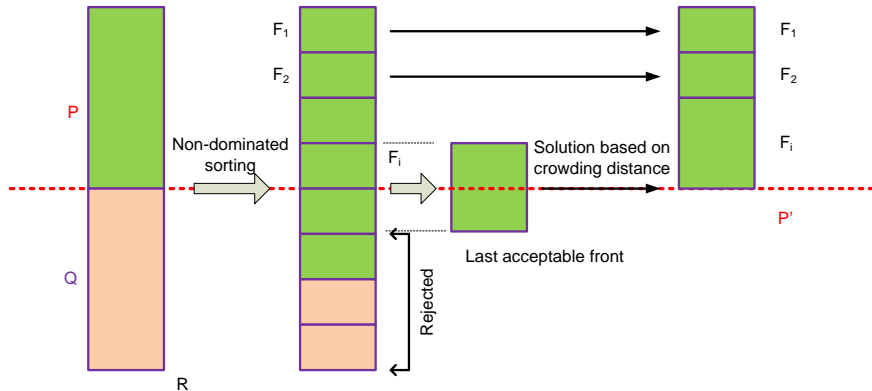 F1
F1
F2
F2
P
Non-dominated
sorting
Fi
Solution based on
crowding distance
Fi
P'
Last acceptable front
Q
Rejected
R